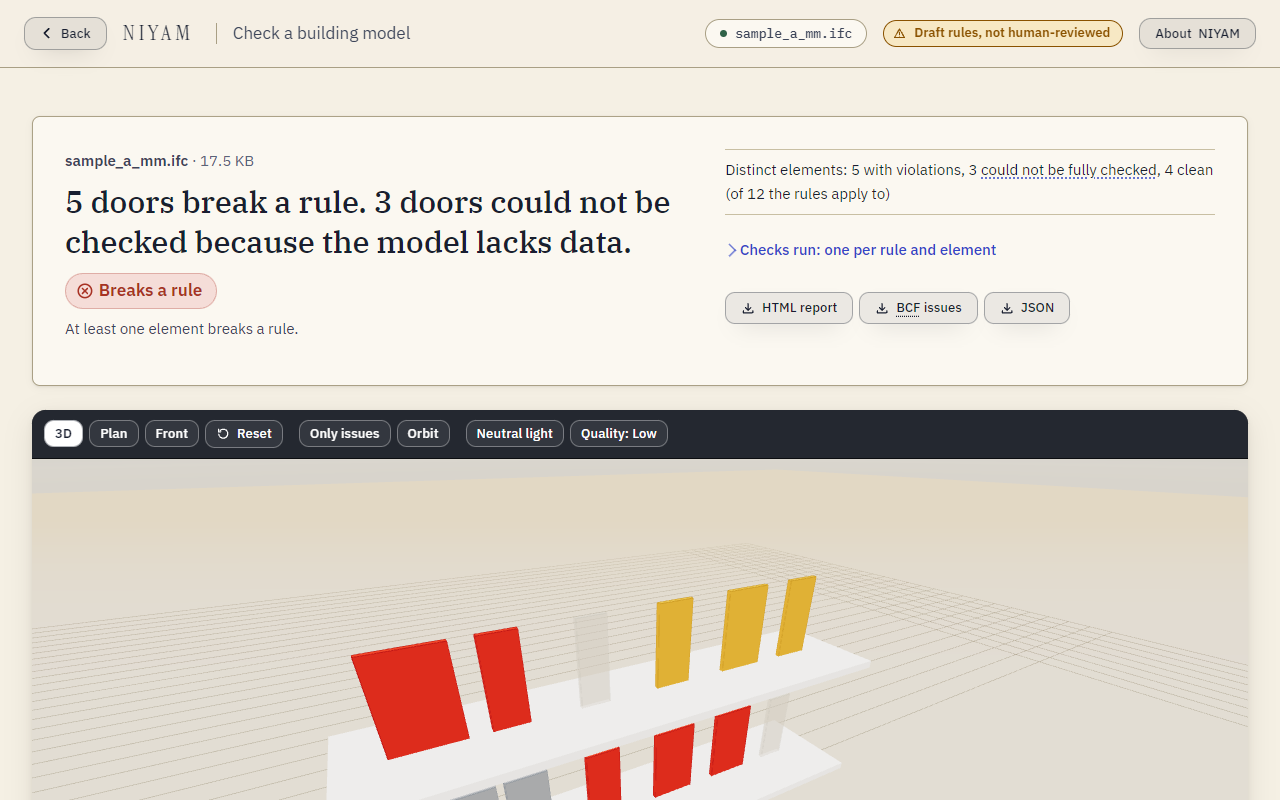 Back
NIYAM
Check a building model
sample_a_mm.ifc
Draft rules, not human-reviewed
About NIYAM
sample_a_mm.ifc · 17.5 KB
5 doors break a rule. 3 doors could not be
checked because the model lacks data.
Breaks a rule
At least one element breaks a rule.
Distinct elements: 5 with violations, 3 could not be fully checked, 4 clean
(of 12 the rules apply to)
Checks run: one per rule and element
HTML report
BCF issues
JSON
3D
Plan
Front
Reset
Only issues
Orbit
Neutral light
Quality: Low